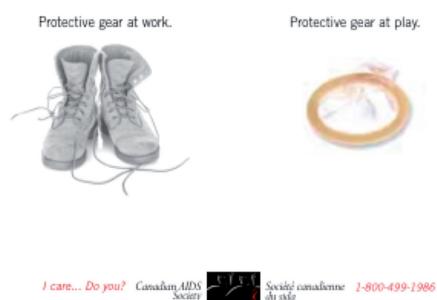 Protective gear at work.
Protective gear at play.
I care... Do you?
Canadian AIDS
Society
Société canadienne
du sida
1-800-499-1986